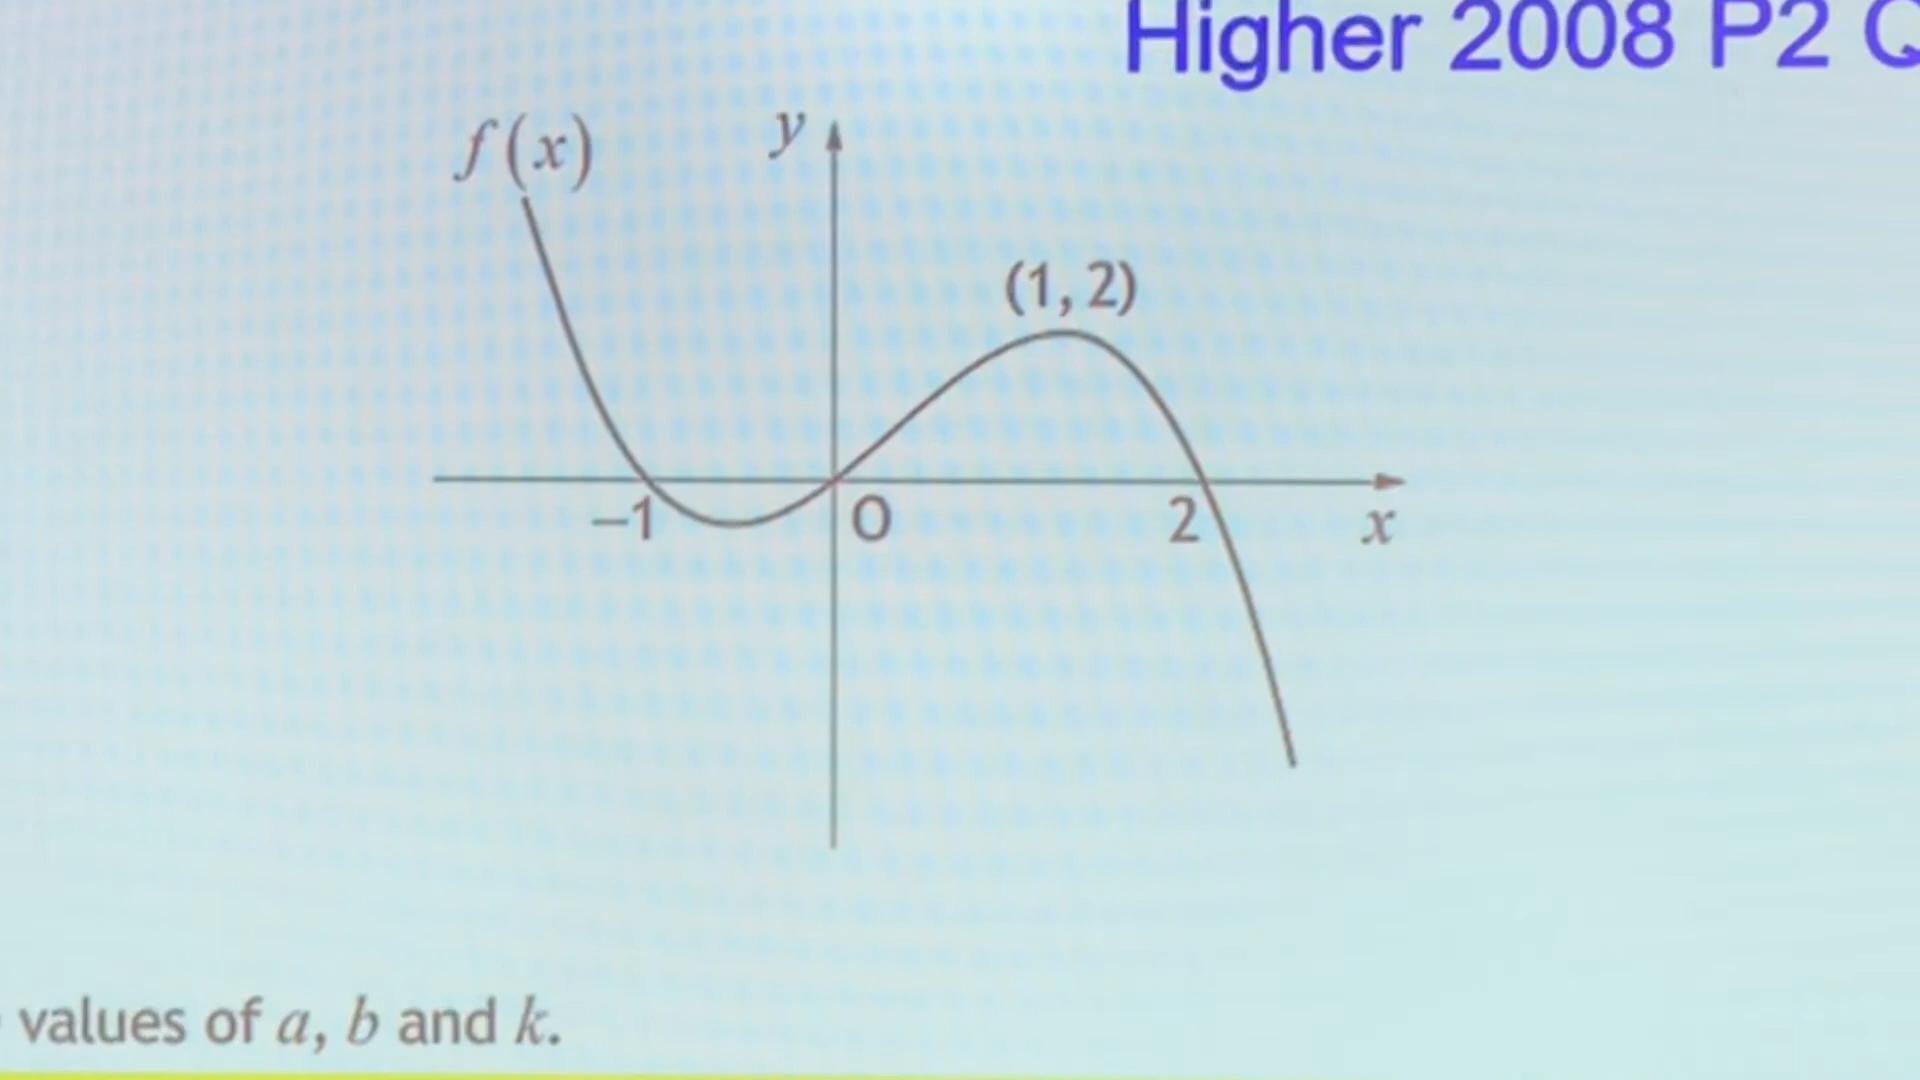 Higher 2008 P2 Q
f(x)
y
(1, 2)
–1
O
2
x
values of a, b and k.